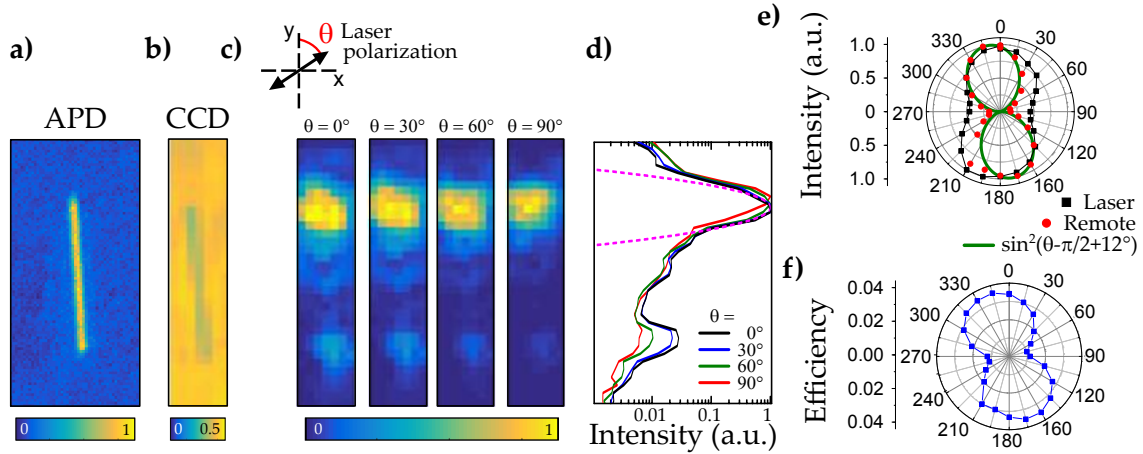 a)
b)
c)
y
θ
Laser
polarization
x
APD
CCD
θ = 0°
θ = 30°
θ = 60°
θ = 90°
0
1
0
0.5
0
1
d)
θ =
0°
30°
60°
90°
0.01
0.1
1
Intensity (a.u.)
e)
Intensity (a.u.)
1.0
0.5
0
0.5
1.0
0
30
60
90
120
160
180
210
240
270
300
330
Laser
Remote
sin²(θ-π/2+12°)
f)
Efficiency
0.04
0.02
0.00
0.02
0.04
0
30
60
90
120
160
180
240
270
300
330